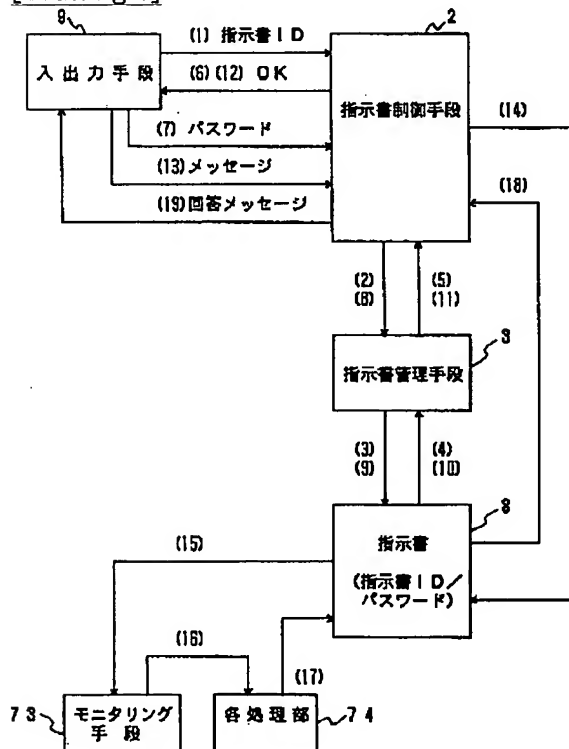 9
2
(1) 指示書ID
入出力手段
(6)(12) OK
指示書制御手段
(14)
(7) パスワード
(13)メッセージ
(18)
(19)回答メッセージ
(2)
(8)
(5)
(11)
3
指示書管理手段
(3)
(9)
(4)
(10)
8
指示書
(15)
(指示書ID/
パスワード)
(16)
(17)
73
モニタリング
手段
各処理部
74